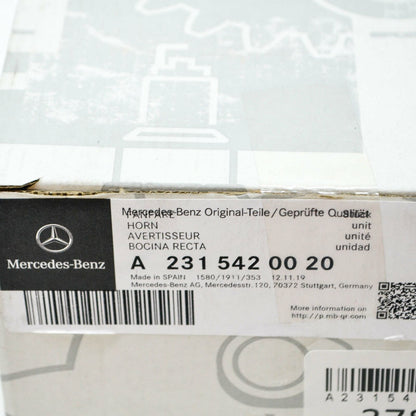 Mercedes-Benz Original-Teile / Geprüfte Qualität
FANFARE Stück
HORN unit
AVERTISSEUR unité
BOCINA RECTA unidad
Mercedes-Benz
A 231 542 00 20
Made in SPAIN 1580/1911/353 12.11.19
Mercedes-Benz AG, Mercedesstr.120, 70372 Stuttgart, Germany
More information on
http://p.mb-qr.com
A23154